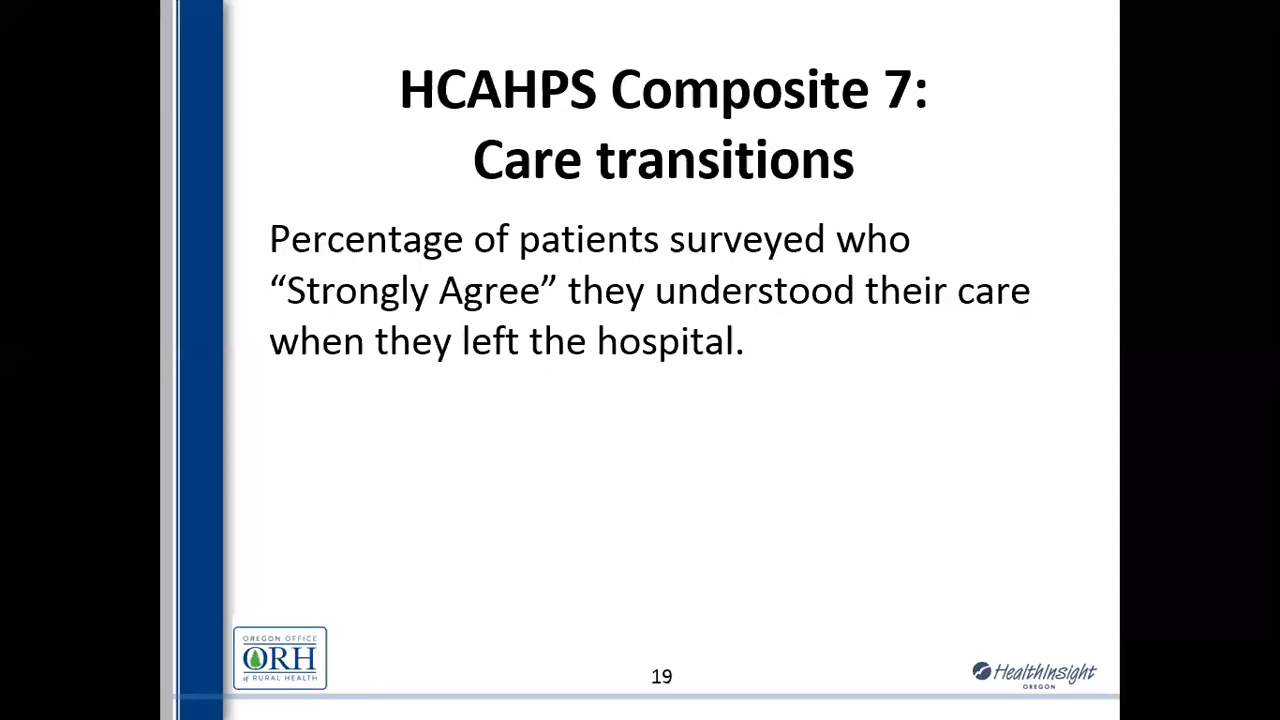 HCAHPS Composite 7:
Care transitions
Percentage of patients surveyed who
“Strongly Agree” they understood their care
when they left the hospital.
OREGON OFFICE
ORH
of RURAL HEALTH
19
HealthInsight
OREGON